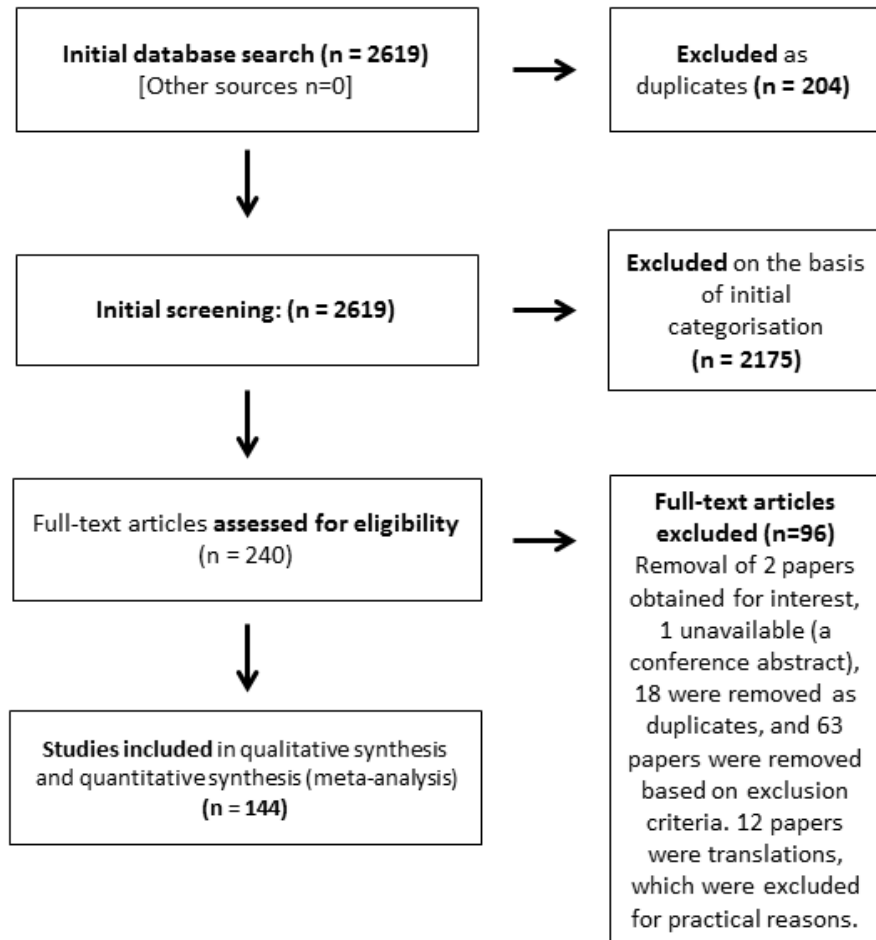 Initial database search (n = 2619)
[Other sources n=0]
Excluded as
duplicates (n = 204)
Initial screening: (n = 2619)
Excluded on the basis
of initial
categorisation
(n = 2175)
Full-text articles assessed for eligibility
(n = 240)
Full-text articles
excluded (n=96)
Removal of 2 papers
obtained for interest,
1 unavailable (a
conference abstract),
18 were removed as
duplicates, and 63
papers were removed
based on exclusion
criteria. 12 papers
were translations,
which were excluded
for practical reasons.
Studies included in qualitative synthesis
and quantitative synthesis (meta-analysis)
(n = 144)